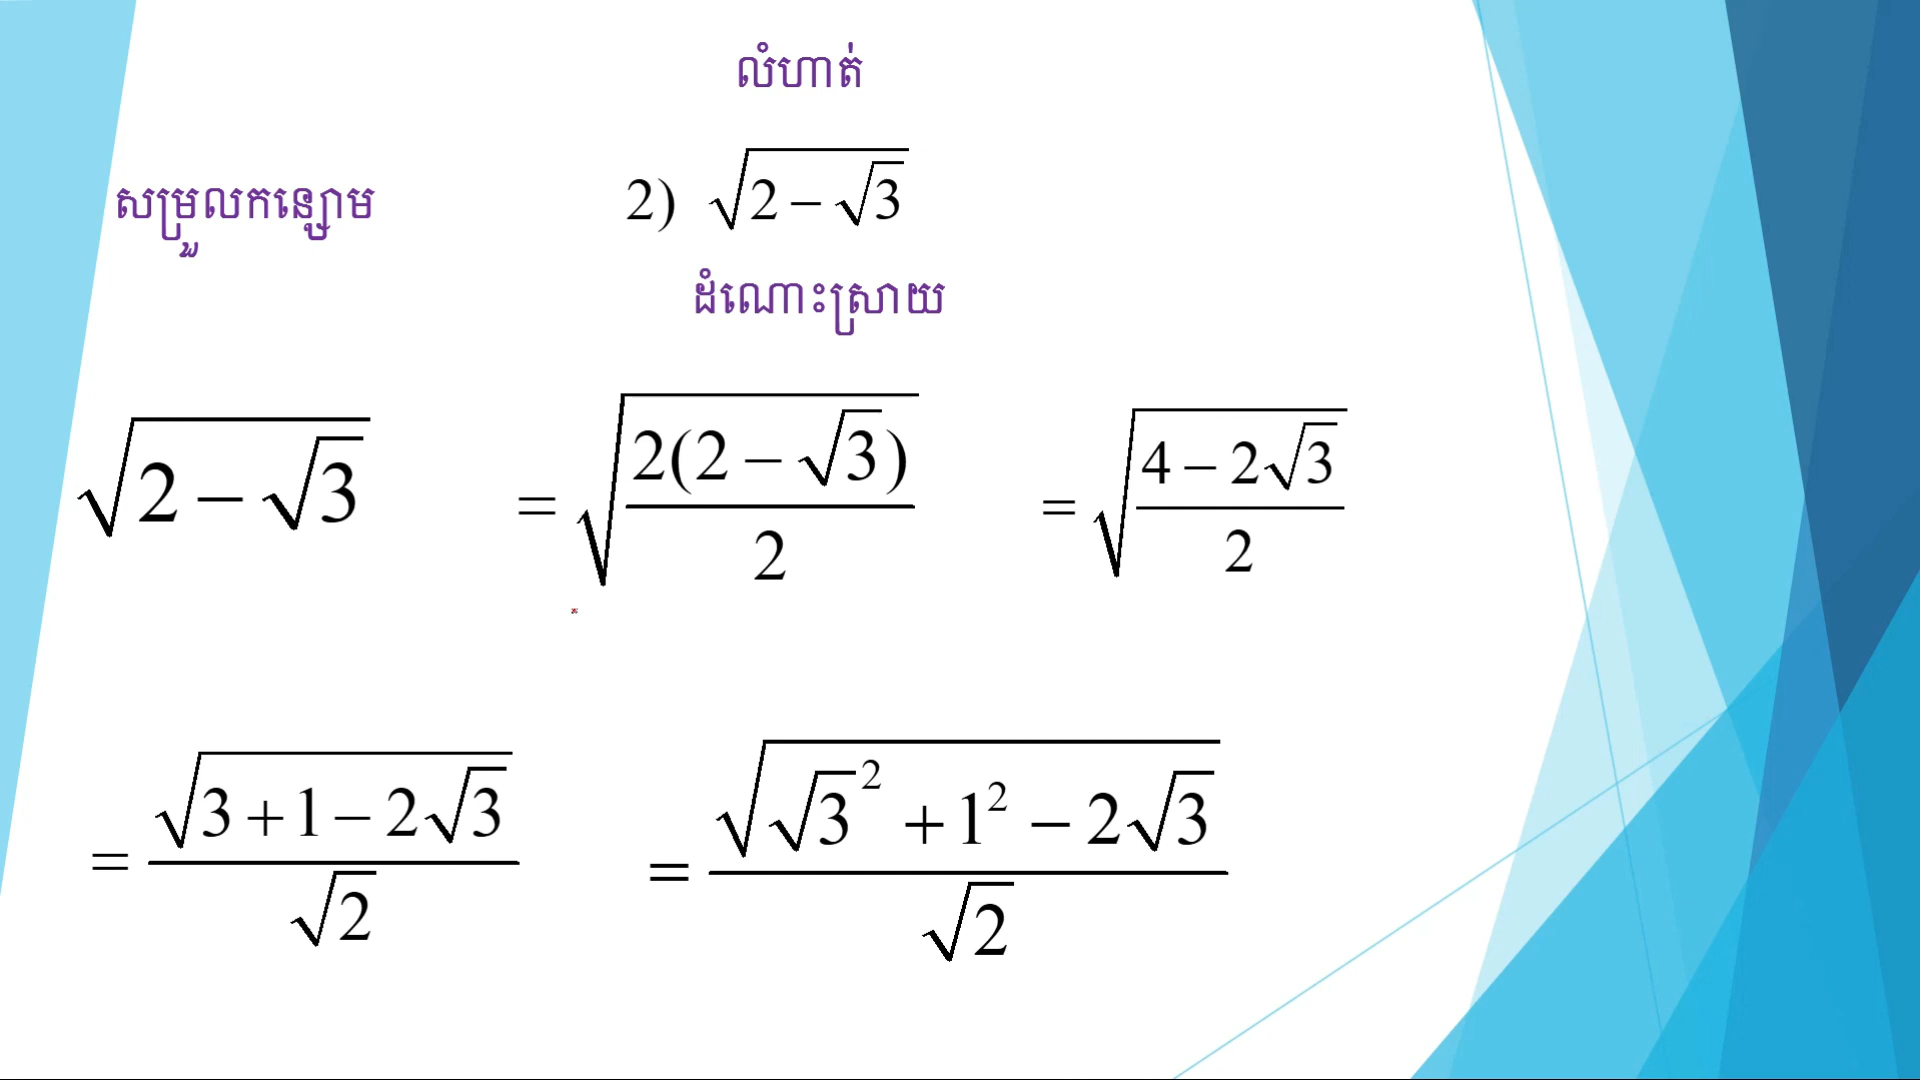 លំហាត់
សម្រួលកន្សោម
2) √(2 − √3)
ដំណោះស្រាយ
√(2 − √3) = √(2(2 − √3)/2) = √((4 − 2√3)/2)
= √(3 + 1 − 2√3)/√2 = √(√3² + 1² − 2√3)/√2